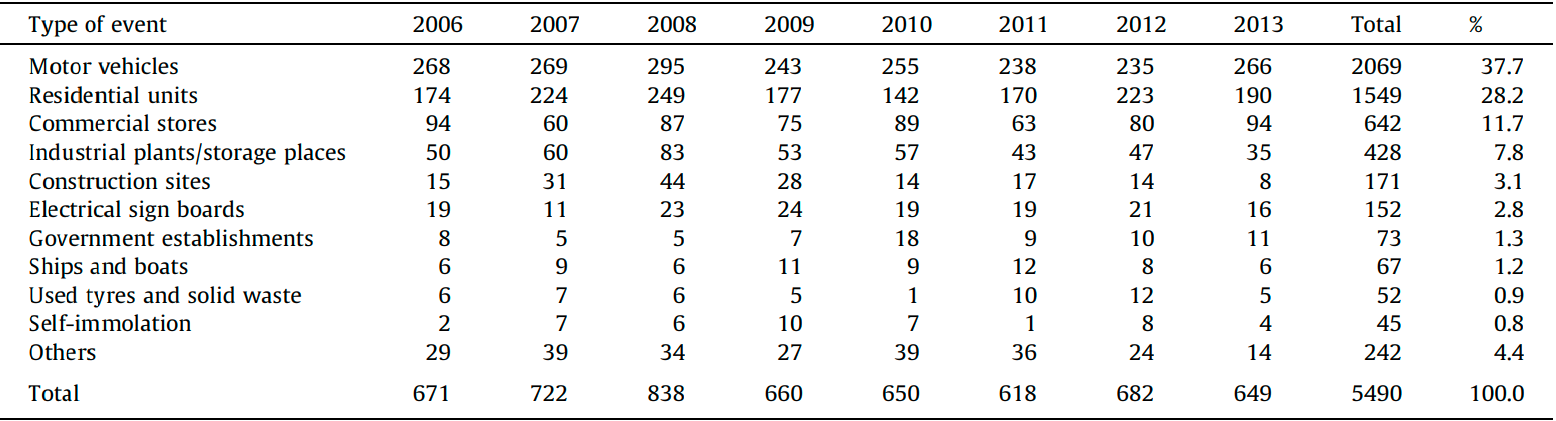 Type of event 2006 2007 2008 2009 2010 2011 2012 2013 Total %
Motor vehicles 268 269 295 243 255 238 235 266 2069 37.7
Residential units 174 224 249 177 142 170 223 190 1549 28.2
Commercial stores 94 60 87 75 89 63 80 94 642 11.7
Industrial plants/storage places 50 60 83 53 57 43 47 35 428 7.8
Construction sites 15 31 44 28 14 17 14 8 171 3.1
Electrical sign boards 19 11 23 24 19 19 21 16 152 2.8
Government establishments 8 5 5 7 18 9 10 11 73 1.3
Ships and boats 6 9 6 11 9 12 8 6 67 1.2
Used tyres and solid waste 6 7 6 5 1 10 12 5 52 0.9
Self-immolation 2 7 6 10 7 1 8 4 45 0.8
Others 29 39 34 27 39 36 24 14 242 4.4
Total 671 722 838 660 650 618 682 649 5490 100.0